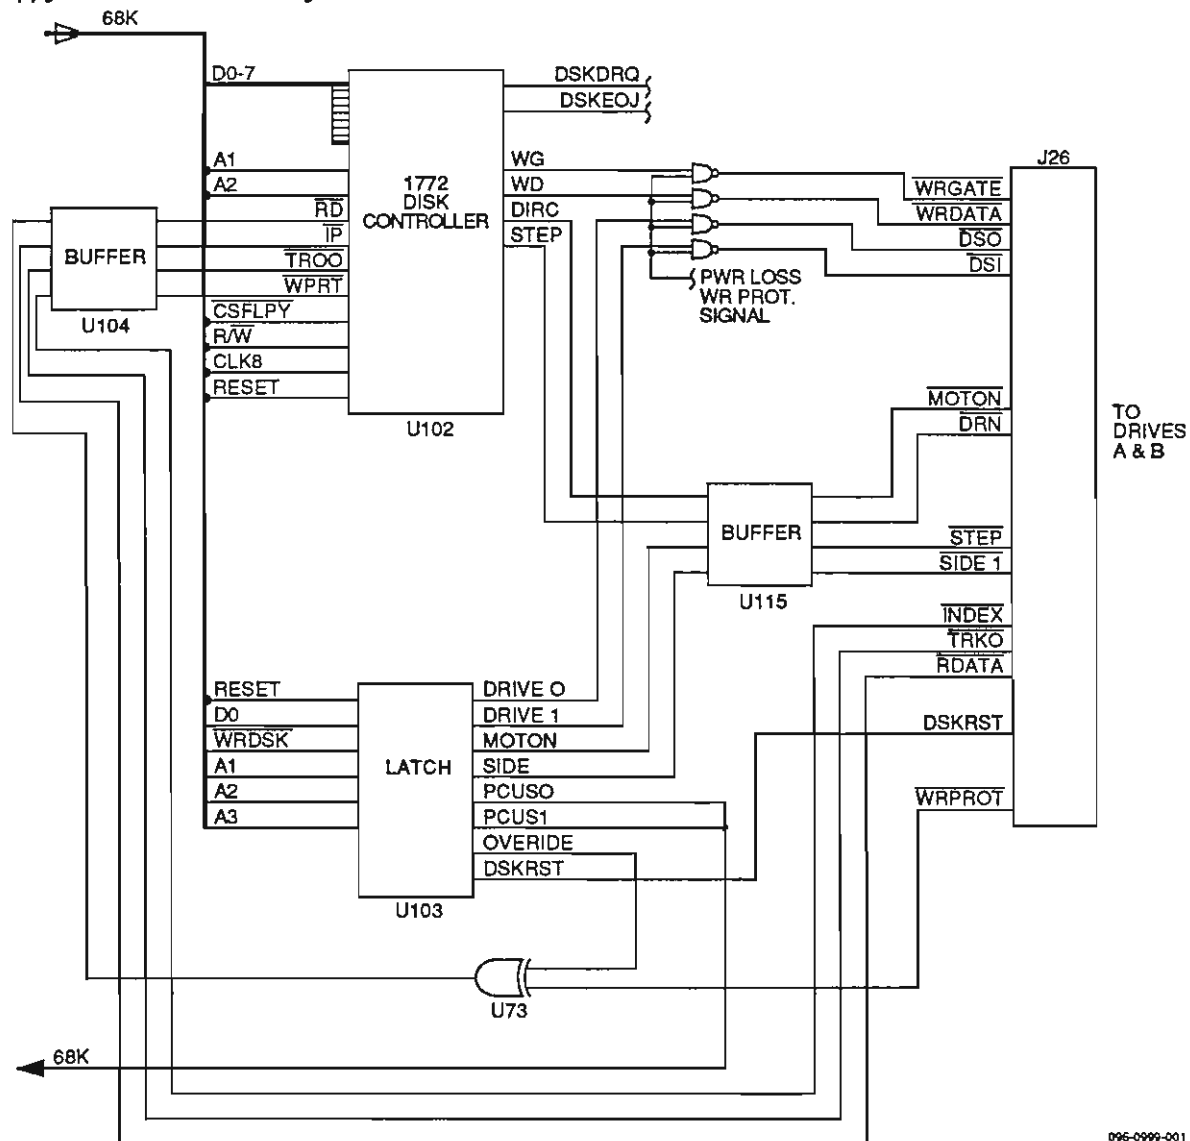 68K
D0-7
DSKDRQ
DSKEOJ
A1
A2
RD
IP
TROO
WPRT
CSFLPY
R/W
CLK8
RESET
1772
DISK
CONTROLLER
U102
WG
WD
DIRC
STEP
BUFFER
U104
PWR LOSS
WR PROT.
SIGNAL
J26
WRGATE
WRDATA
DSO
DSI
MOTON
DRN
TO
DRIVES
A & B
BUFFER
U115
STEP
SIDE 1
INDEX
TRKO
RDATA
DSKRST
WRPROT
RESET
D0
WRDSK
A1
A2
A3
LATCH
U103
DRIVE O
DRIVE 1
MOTON
SIDE
PCUSO
PCUS1
OVERIDE
DSKRST
U73
68K
095-0999-001